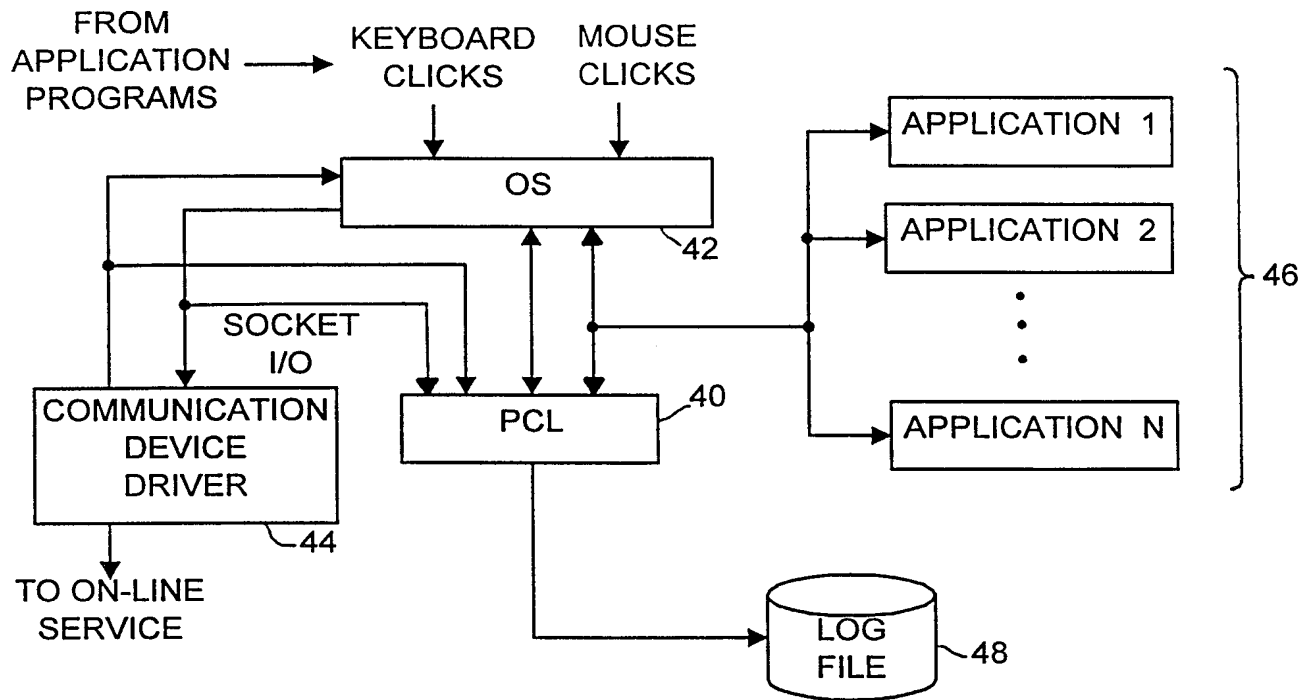 FROM
APPLICATION
PROGRAMS
KEYBOARD
CLICKS
MOUSE
CLICKS
OS
42
APPLICATION 1
APPLICATION 2
APPLICATION N
46
SOCKET
I/O
COMMUNICATION
DEVICE
DRIVER
44
PCL
40
TO ON-LINE
SERVICE
LOG
FILE
48